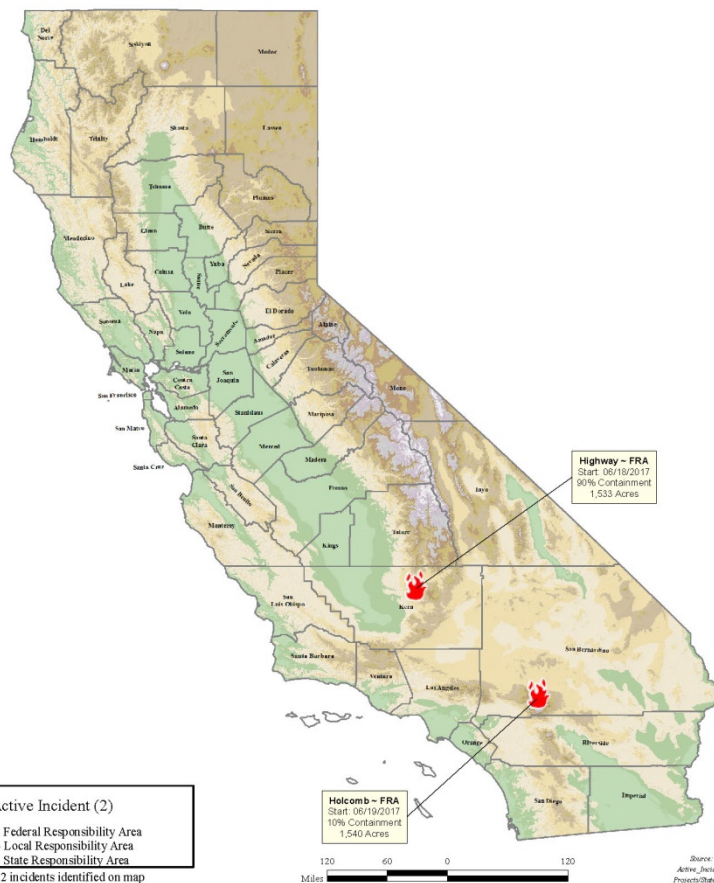 Del
Norte
Siskiyou
Modoc
Humboldt
Trinity
Shasta
Lassen
Tehama
Plumas
Mendocino
Glenn
Butte
Sierra
Colusa
Yuba
Nevada
Placer
Lake
Sutter
El Dorado
Sonoma
Napa
Yolo
Sacramento
Amador
Alpine
Solano
Calaveras
Marin
San
Joaquin
Tuolumne
Mono
San Francisco
Contra
Costa
Alameda
Stanislaus
Mariposa
San Mateo
Santa
Clara
Merced
Madera
Santa Cruz
San Benito
Fresno
Inyo
Monterey
Kings
Tulare
Highway ~ FRA
Start: 06/18/2017
90% Containment
1,533 Acres
San
Luis Obispo
Kern
Santa Barbara
Ventura
Los Angeles
San Bernardino
Orange
Riverside
San Diego
Imperial
Holcomb ~ FRA
Start: 06/19/2017
10% Containment
1,540 Acres
ctive Incident (2)
Federal Responsibility Area
Local Responsibility Area
State Responsibility Area
2 incidents identified on map
120 60 0 120
Miles
Source: